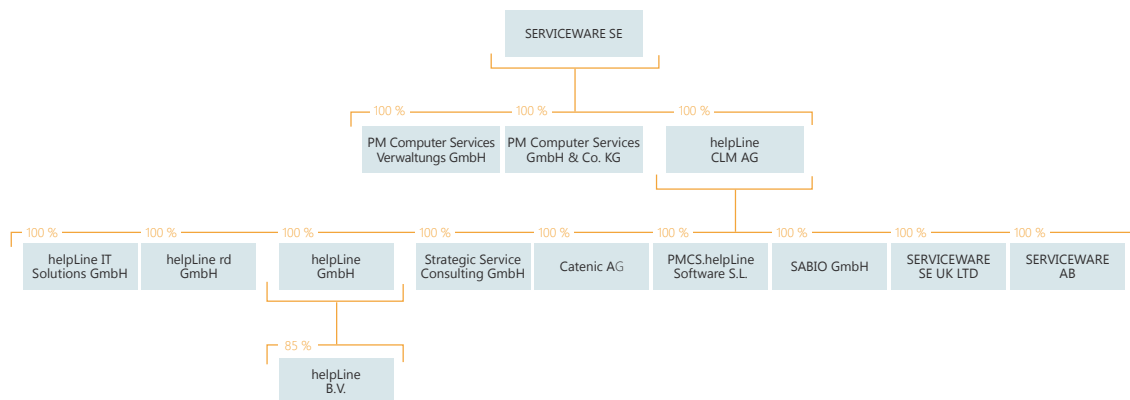 SERVICEWARE SE
100 %
100 %
100 %
PM Computer Services
Verwaltungs GmbH
PM Computer Services
GmbH & Co. KG
helpLine
CLM AG
100 %
100 %
100 %
100 %
100 %
100 %
100 %
100 %
100 %
helpLine IT
Solutions GmbH
helpLine rd
GmbH
helpLine
GmbH
Strategic Service
Consulting GmbH
Catenic AG
PMCS.helpLine
Software S.L.
SABIO GmbH
SERVICEWARE
SE UK LTD
SERVICEWARE
AB
85 %
helpLine
B.V.